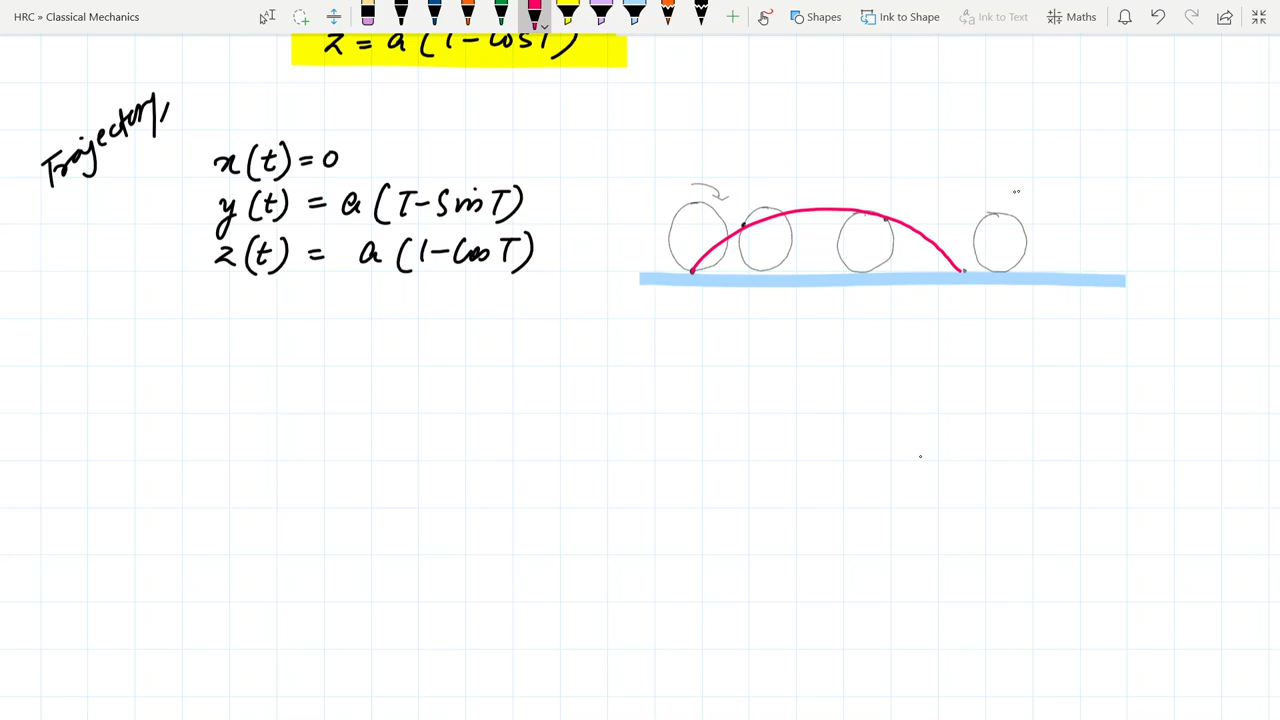 HRC » Classical Mechanics
Shapes Ink to Shape Ink to Text Maths
z = a(1-cosT)
Trajectory,
x(t)=0
y(t) = a(T-SinT)
z(t) = a(1-CosT)